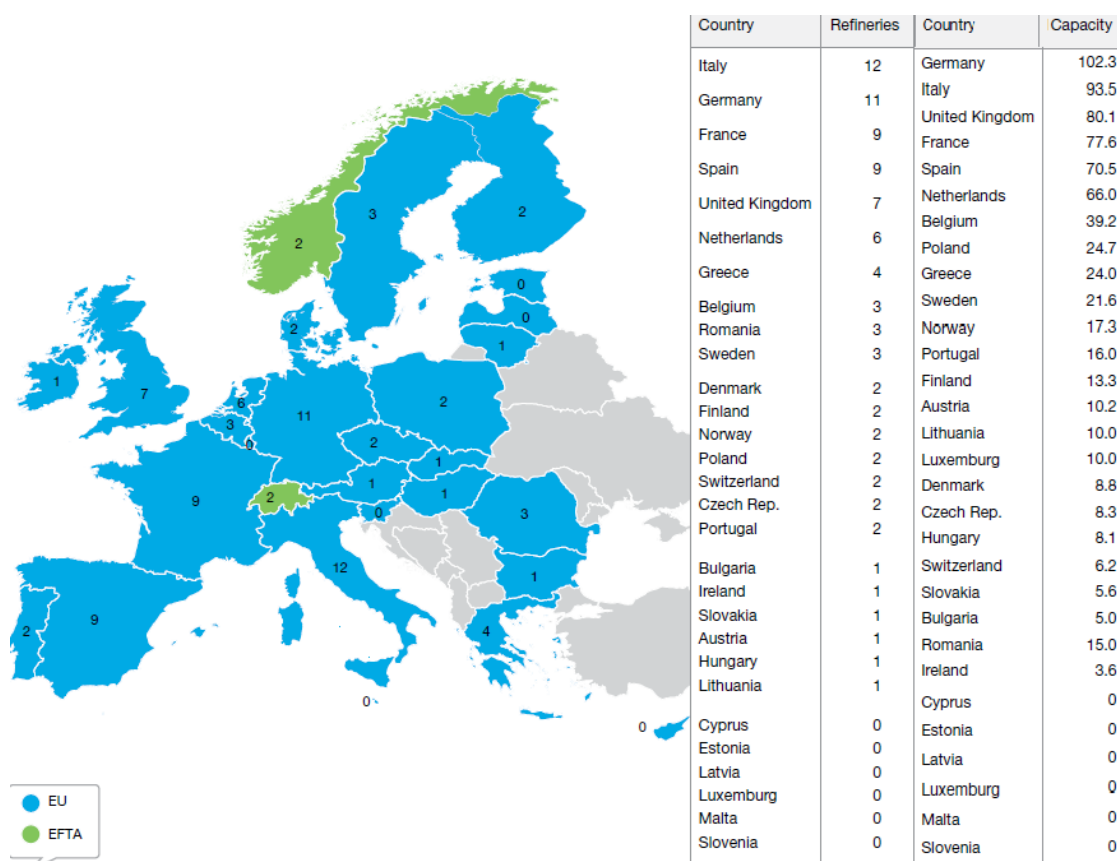 2
3
2
0
0
2
1
1
7
6
3
0
11
2
2
1
1
1
9
2
0
3
12
1
9
2
4
0
0
EU
EFTA
Country Refineries
Italy 12
Germany 11
France 9
Spain 9
United Kingdom 7
Netherlands 6
Greece 4
Belgium 3
Romania 3
Sweden 3
Denmark 2
Finland 2
Norway 2
Poland 2
Switzerland 2
Czech Rep. 2
Portugal 2
Bulgaria 1
Ireland 1
Slovakia 1
Austria 1
Hungary 1
Lithuania 1
Cyprus 0
Estonia 0
Latvia 0
Luxemburg 0
Malta 0
Slovenia 0
Country Capacity
Germany 102.3
Italy 93.5
United Kingdom 80.1
France 77.6
Spain 70.5
Netherlands 66.0
Belgium 39.2
Poland 24.7
Greece 24.0
Sweden 21.6
Norway 17.3
Portugal 16.0
Finland 13.3
Austria 10.2
Lithuania 10.0
Luxemburg 10.0
Denmark 8.8
Czech Rep. 8.3
Hungary 8.1
Switzerland 6.2
Slovakia 5.6
Bulgaria 5.0
Romania 15.0
Ireland 3.6
Cyprus 0
Estonia 0
Latvia 0
Luxemburg 0
Malta 0
Slovenia 0